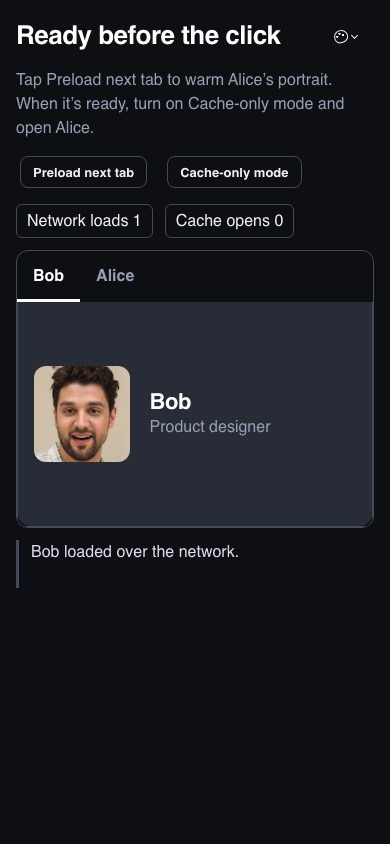 Ready before the click
Tap Preload next tab to warm Alice’s portrait.
When it’s ready, turn on Cache-only mode and
open Alice.
Preload next tab
Cache-only mode
Network loads 1
Cache opens 0
Bob
Alice
Bob
Product designer
Bob loaded over the network.